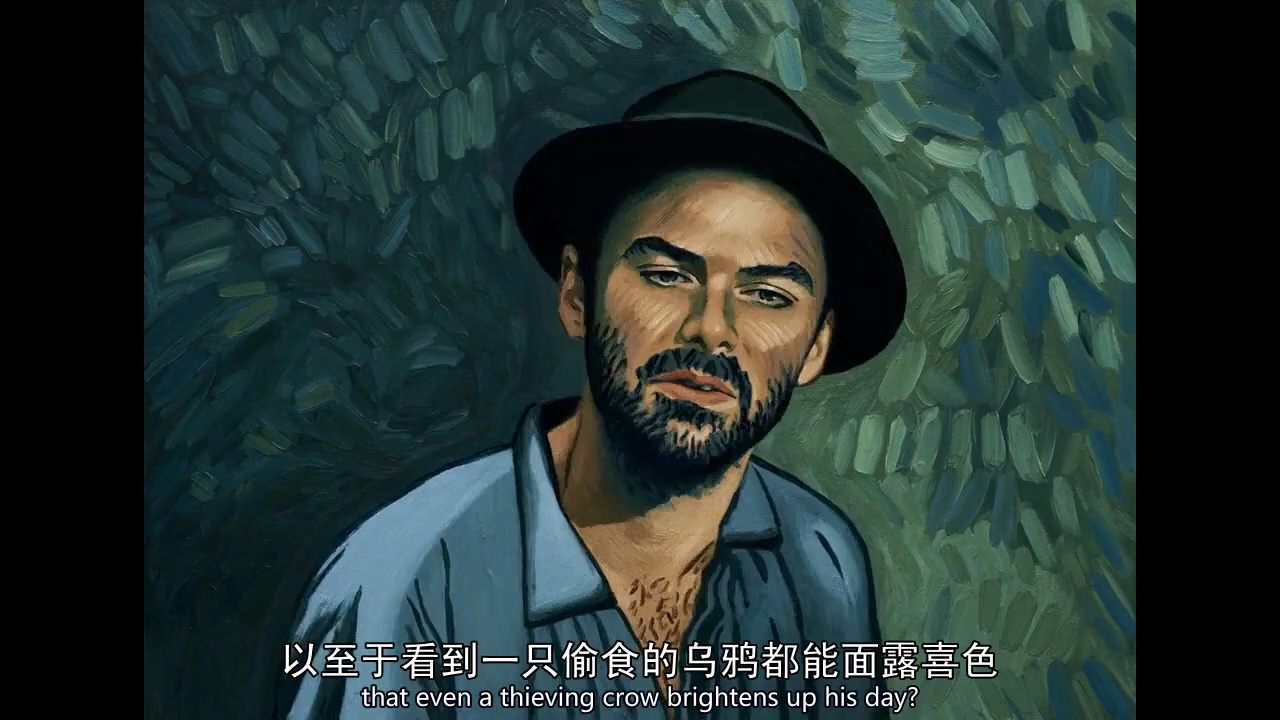 以至于看到一只偷食的乌鸦都能面露喜色
that even a thieving crow brightens up his day?